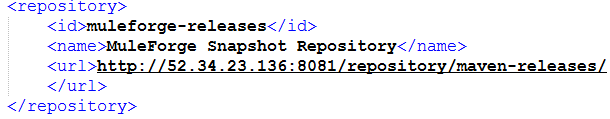 <repository>
<id>muleforge-releases</id>
<name>MuleForge Snapshot Repository</name>
<url>http://52.34.23.136:8081/repository/maven-releases/
</url>
</repository>